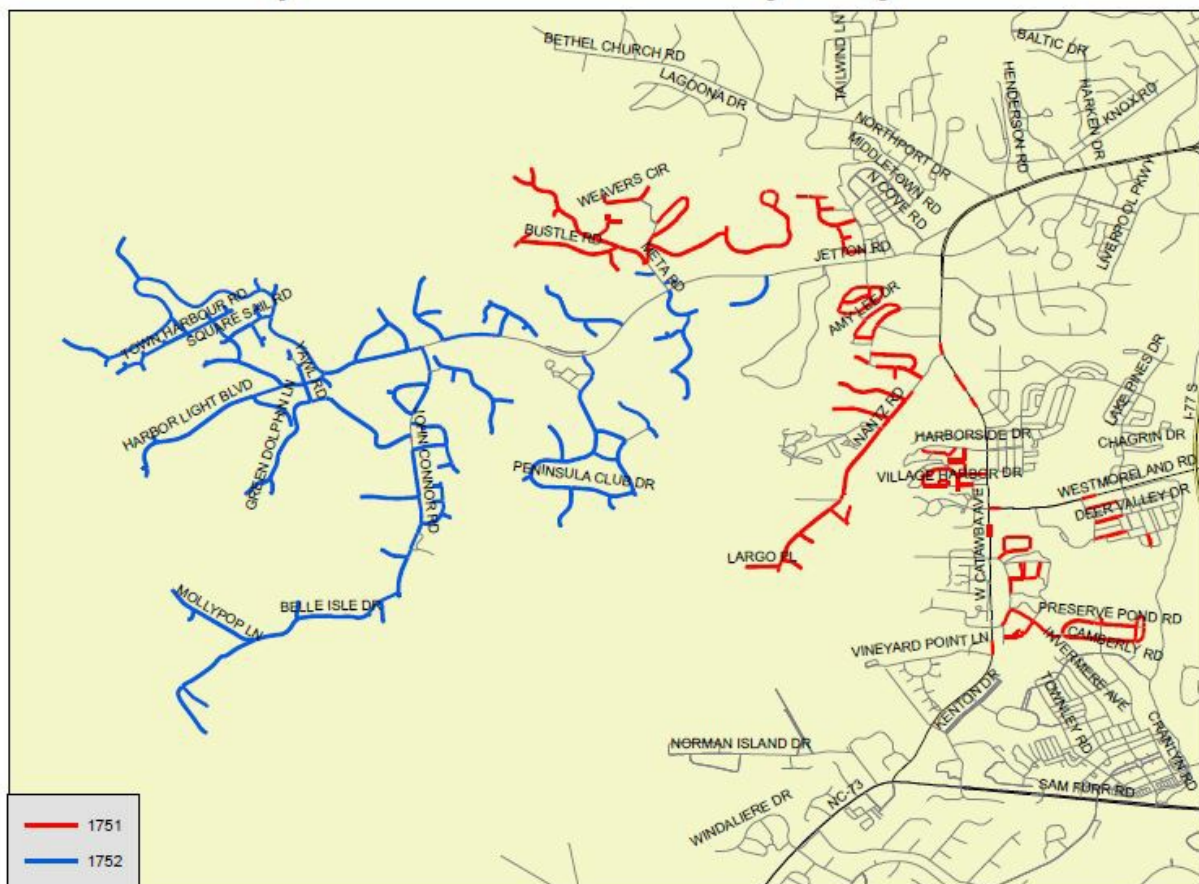 BETHEL CHURCH RD
LAGOONA DR
TAILWIND LN
BALTIC DR
HENDERSON RD
HARKEN DR
KNOX RD
NORTHPORT DR
MIDDLETOWN RD
N COVE RD
LIVERPOOL PKWY
WEAVERS CIR
BUSTLE RD
META RD
JETTON RD
AMY LEE DR
TOWN HARBOUR RD
SQUARE SAIL RD
YAWL RD
HARBOR LIGHT BLVD
GREEN DOLPHIN LN
JOHN CONNOR RD
PENINSULA CLUB DR
NANTZ RD
LAKE PINES DR
I-77 S
HARBORSIDE DR
CHAGRIN DR
VILLAGE HARBOR DR
WESTMORELAND RD
DEER VALLEY DR
W CATAWBA AVE
LARGO PL
MOLLYPOP LN
BELLE ISLE DR
PRESERVE POND RD
CAMBERLY RD
VINEYARD POINT LN
INVERMERE AVE
KENTON DR
TOWNLEY RD
CRANLYN RD
NORMAN ISLAND DR
SAM FURR RD
NC-73
WINDALIERE DR
1751
1752